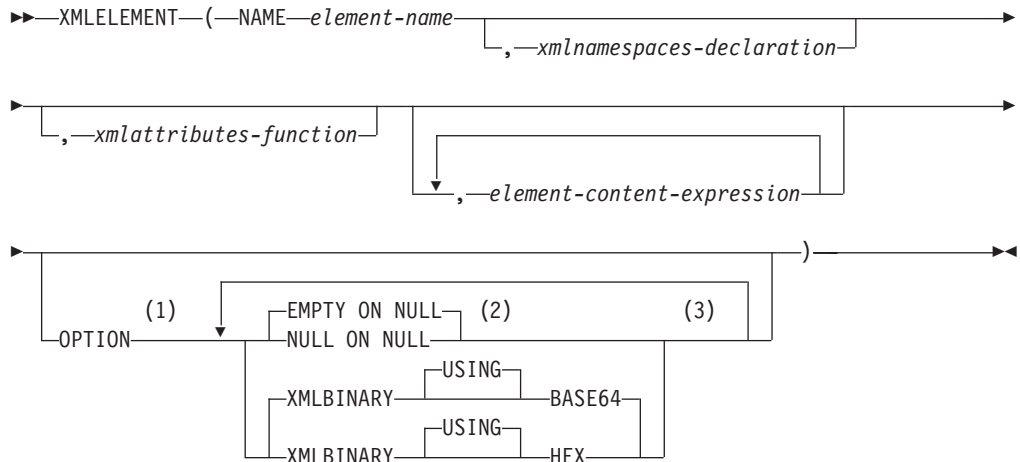 XMLELEMENT ( NAME element-name
, xmlnamespaces-declaration
, xmlattributes-function
, element-content-expression
)
(1)
OPTION
EMPTY ON NULL (2) (3)
NULL ON NULL
USING
XMLBINARY BASE64
USING
XMLBINARY HEX